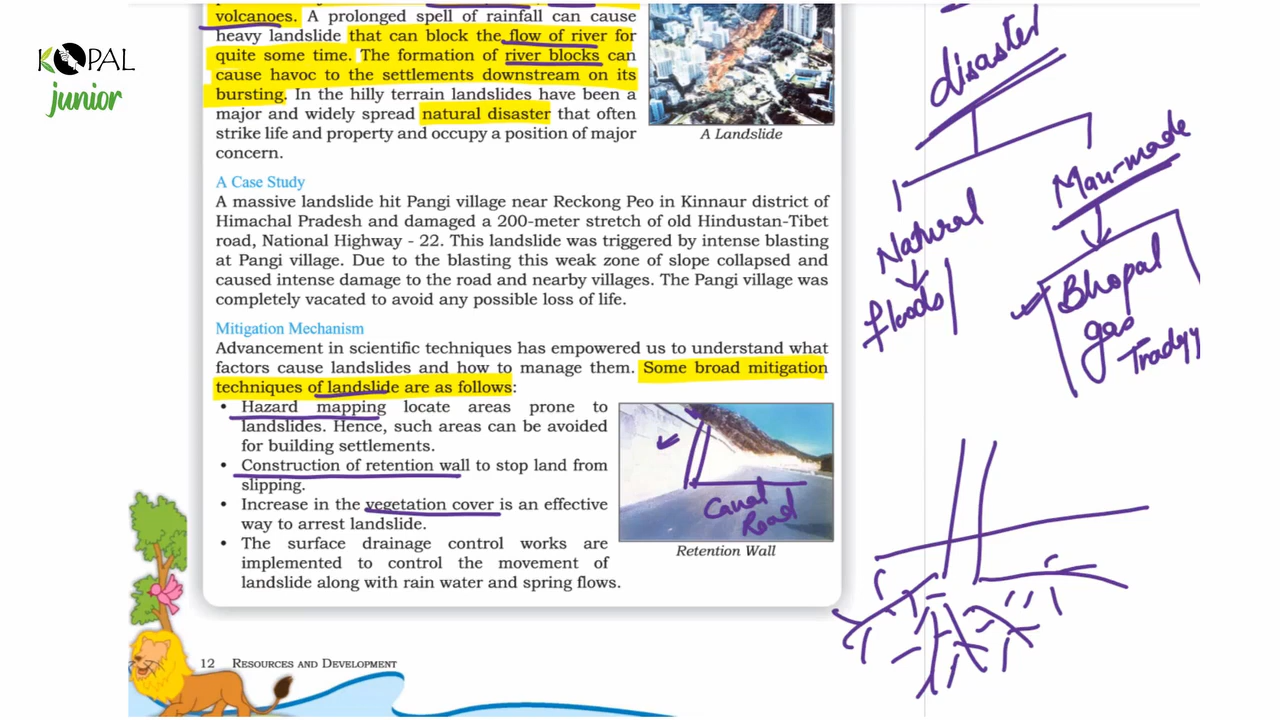 KOPAL
junior
volcanoes. A prolonged spell of rainfall can cause
heavy landslide that can block the flow of river for
quite some time. The formation of river blocks can
cause havoc to the settlements downstream on its
bursting. In the hilly terrain landslides have been a
major and widely spread natural disaster that often
strike life and property and occupy a position of major
concern.
A Landslide
A Case Study
A massive landslide hit Pangi village near Reckong Peo in Kinnaur district of
Himachal Pradesh and damaged a 200-meter stretch of old Hindustan-Tibet
road, National Highway - 22. This landslide was triggered by intense blasting
at Pangi village. Due to the blasting this weak zone of slope collapsed and
caused intense damage to the road and nearby villages. The Pangi village was
completely vacated to avoid any possible loss of life.
Mitigation Mechanism
Advancement in scientific techniques has empowered us to understand what
factors cause landslides and how to manage them. Some broad mitigation
techniques of landslide are as follows:
• Hazard mapping locate areas prone to
landslides. Hence, such areas can be avoided
for building settlements.
• Construction of retention wall to stop land from
slipping.
• Increase in the vegetation cover is an effective
way to arrest landslide.
• The surface drainage control works are
implemented to control the movement of
landslide along with rain water and spring flows.
Canal
Road
Retention Wall
12 RESOURCES AND DEVELOPMENT
disaster
Man-made
Natural
floods
Bhopal
gas